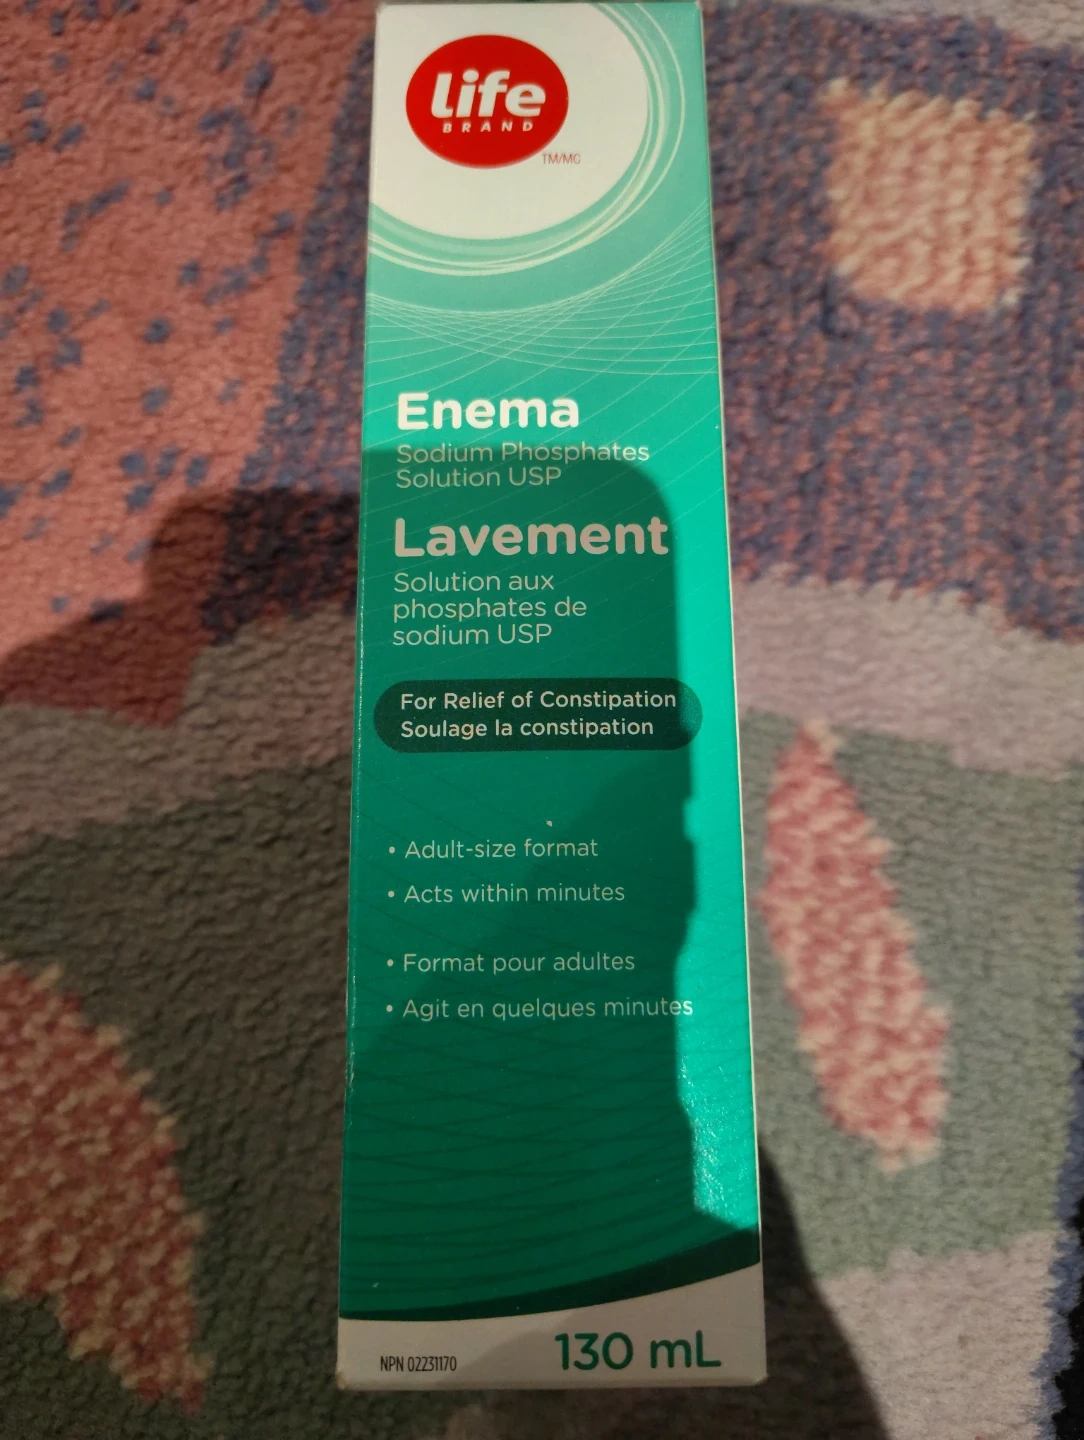 Life
BRAND
TM/MC
Enema
Sodium Phosphates
Solution USP
Lavement
Solution aux
phosphates de
sodium USP
For Relief of Constipation
Soulage la constipation
• Adult-size format
• Acts within minutes
• Format pour adultes
• Agit en quelques minutes
NPN 02231170
130 mL